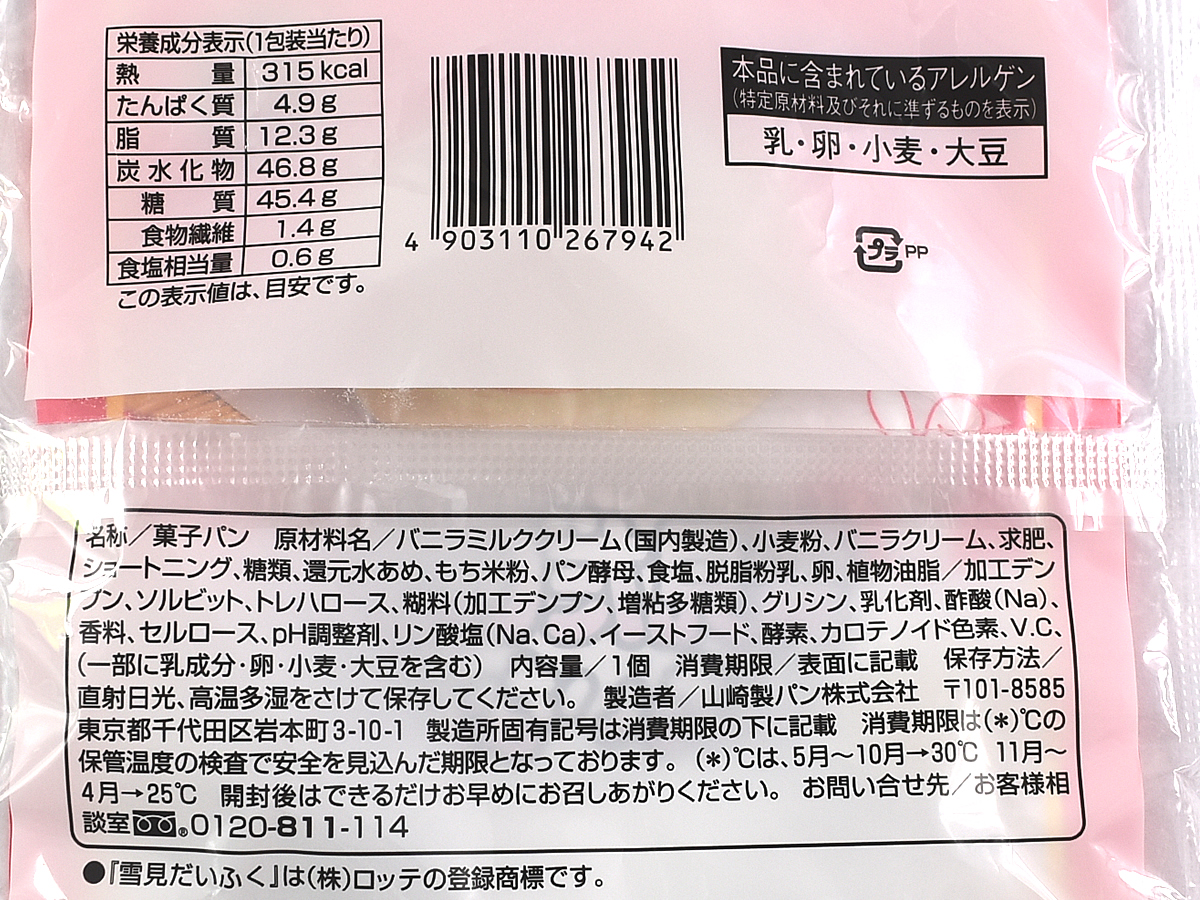 栄養成分表示(1包装当たり)
熱量 315kcal
たんぱく質 4.9g
脂質 12.3g
炭水化物 46.8g
糖質 45.4g
食物繊維 1.4g
食塩相当量 0.6g
この表示値は、目安です。
4 903110 267942
本品に含まれているアレルゲン
(特定原材料及びそれに準ずるものを表示)
乳・卵・小麦・大豆
プラ PP
名称/菓子パン 原材料名/バニラミルククリーム(国内製造)、小麦粉、バニラクリーム、求肥、
ショートニング、糖類、還元水あめ、もち米粉、パン酵母、食塩、脱脂粉乳、卵、植物油脂/加工デン
プン、ソルビット、トレハロース、糊料(加工デンプン、増粘多糖類)、グリシン、乳化剤、酢酸(Na)、
香料、セルロース、pH調整剤、リン酸塩(Na、Ca)、イーストフード、酵素、カロテノイド色素、V.C、
(一部に乳成分・卵・小麦・大豆を含む) 内容量/1個 消費期限/表面に記載 保存方法/
直射日光、高温多湿をさけて保存してください。 製造者/山崎製パン株式会社 〒101-8585
東京都千代田区岩本町3-10-1 製造所固有記号は消費期限の下に記載 消費期限は(*)℃の
保管温度の検査で安全を見込んだ期限となっております。(*)℃は、5月~10月→30℃ 11月~
4月→25℃ 開封後はできるだけお早めにお召しあがりください。 お問い合せ先/お客様相
談室 ®0120-811-114
●『雪見だいふく』は(株)ロッテの登録商標です。